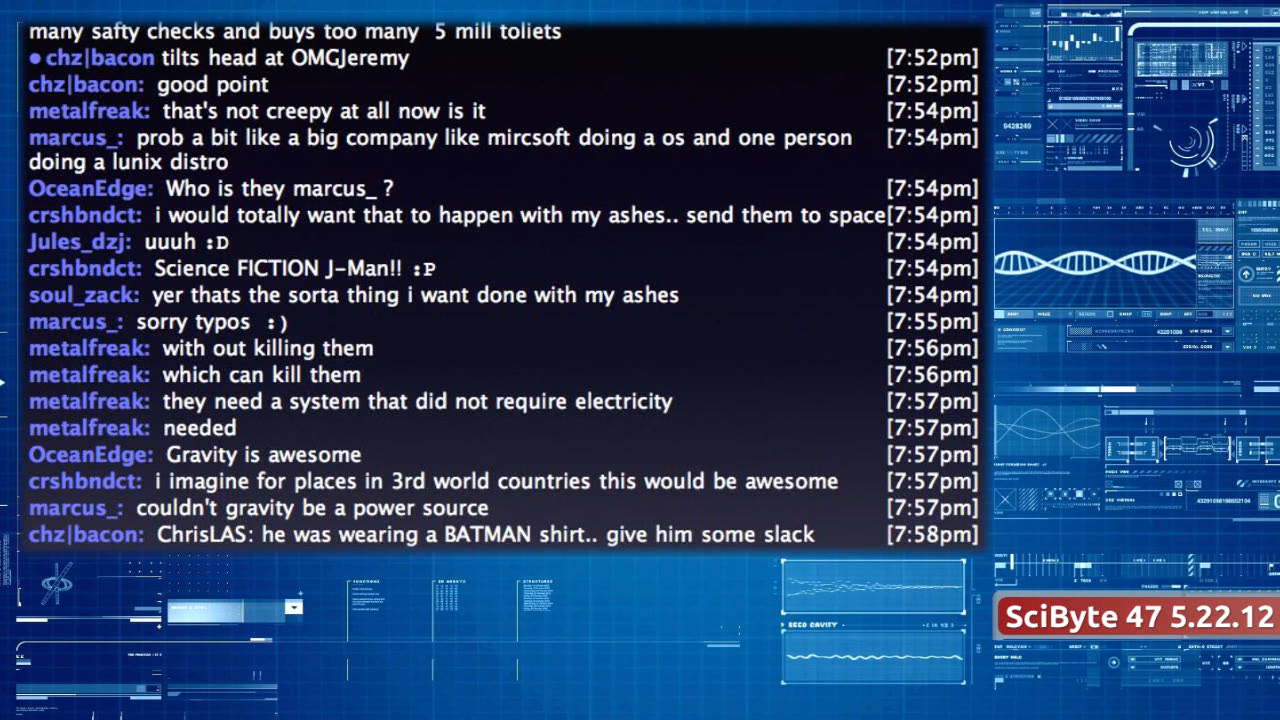 many safty checks and buys too many 5 mill toliets
• chz|bacon tilts head at OMGJeremy [7:52pm]
chz|bacon: good point [7:52pm]
metalfreak: that's not creepy at all now is it [7:54pm]
marcus_: prob a bit like a big cmnpany like mircsoft doing a os and one person [7:54pm]
doing a lunix distro
OceanEdge: Who is they marcus_ ? [7:54pm]
crshbndct: i would totally want that to happen with my ashes.. send them to space[7:54pm]
Jules_dzj: uuuh :D [7:54pm]
crshbndct: Science FICTION J-Man!! :P [7:54pm]
soul_zack: yer thats the sorta thing i want done with my ashes [7:54pm]
marcus_: sorry typos :) [7:55pm]
metalfreak: with out killing them [7:56pm]
metalfreak: which can kill them [7:56pm]
metalfreak: they need a system that did not require electricity [7:57pm]
metalfreak: needed [7:57pm]
OceanEdge: Gravity is awesome [7:57pm]
crshbndct: i imagine for places in 3rd world countries this would be awesome [7:57pm]
marcus_: couldn't gravity be a power source [7:57pm]
chz|bacon: ChrisLAS: he was wearing a BATMAN shirt.. give him some slack [7:58pm]
9428249
SciByte 47 5.22.12